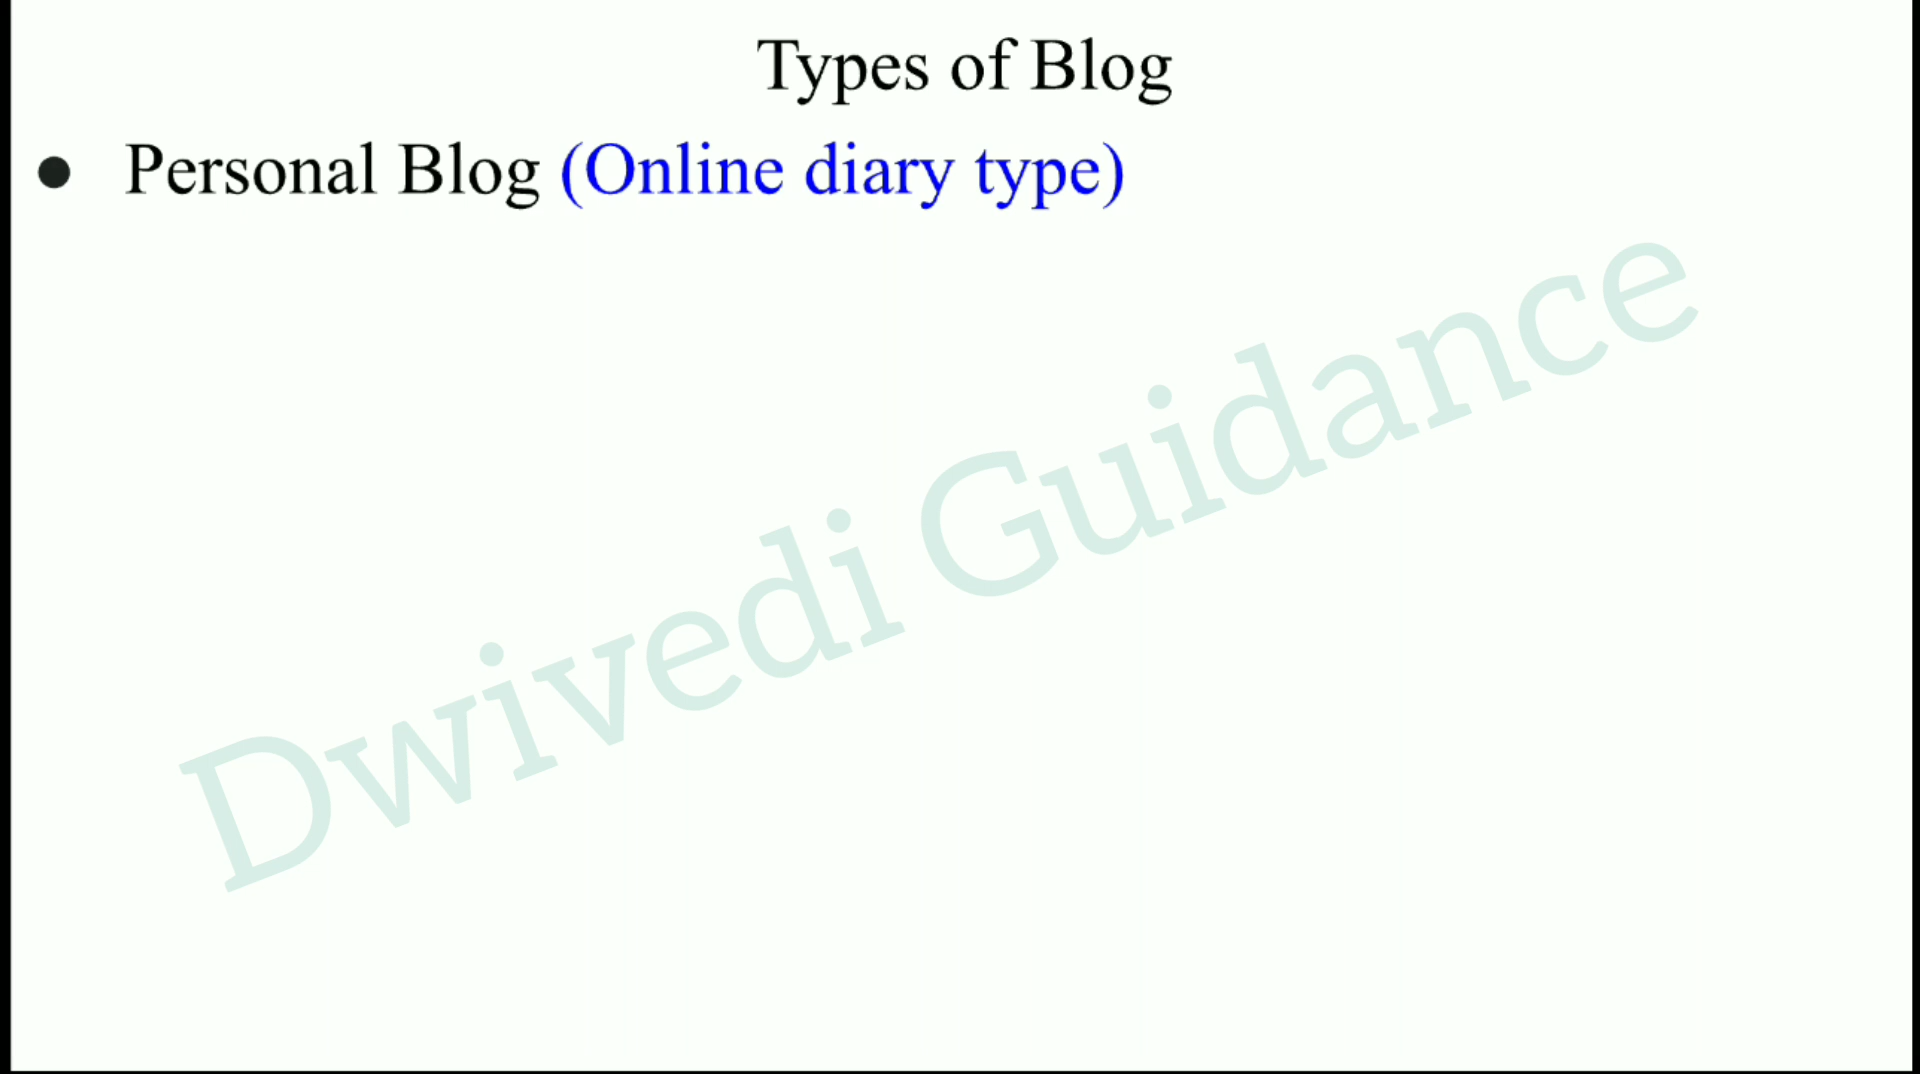 Types of Blog
● Personal Blog (Online diary type)
Dwivedi Guidance